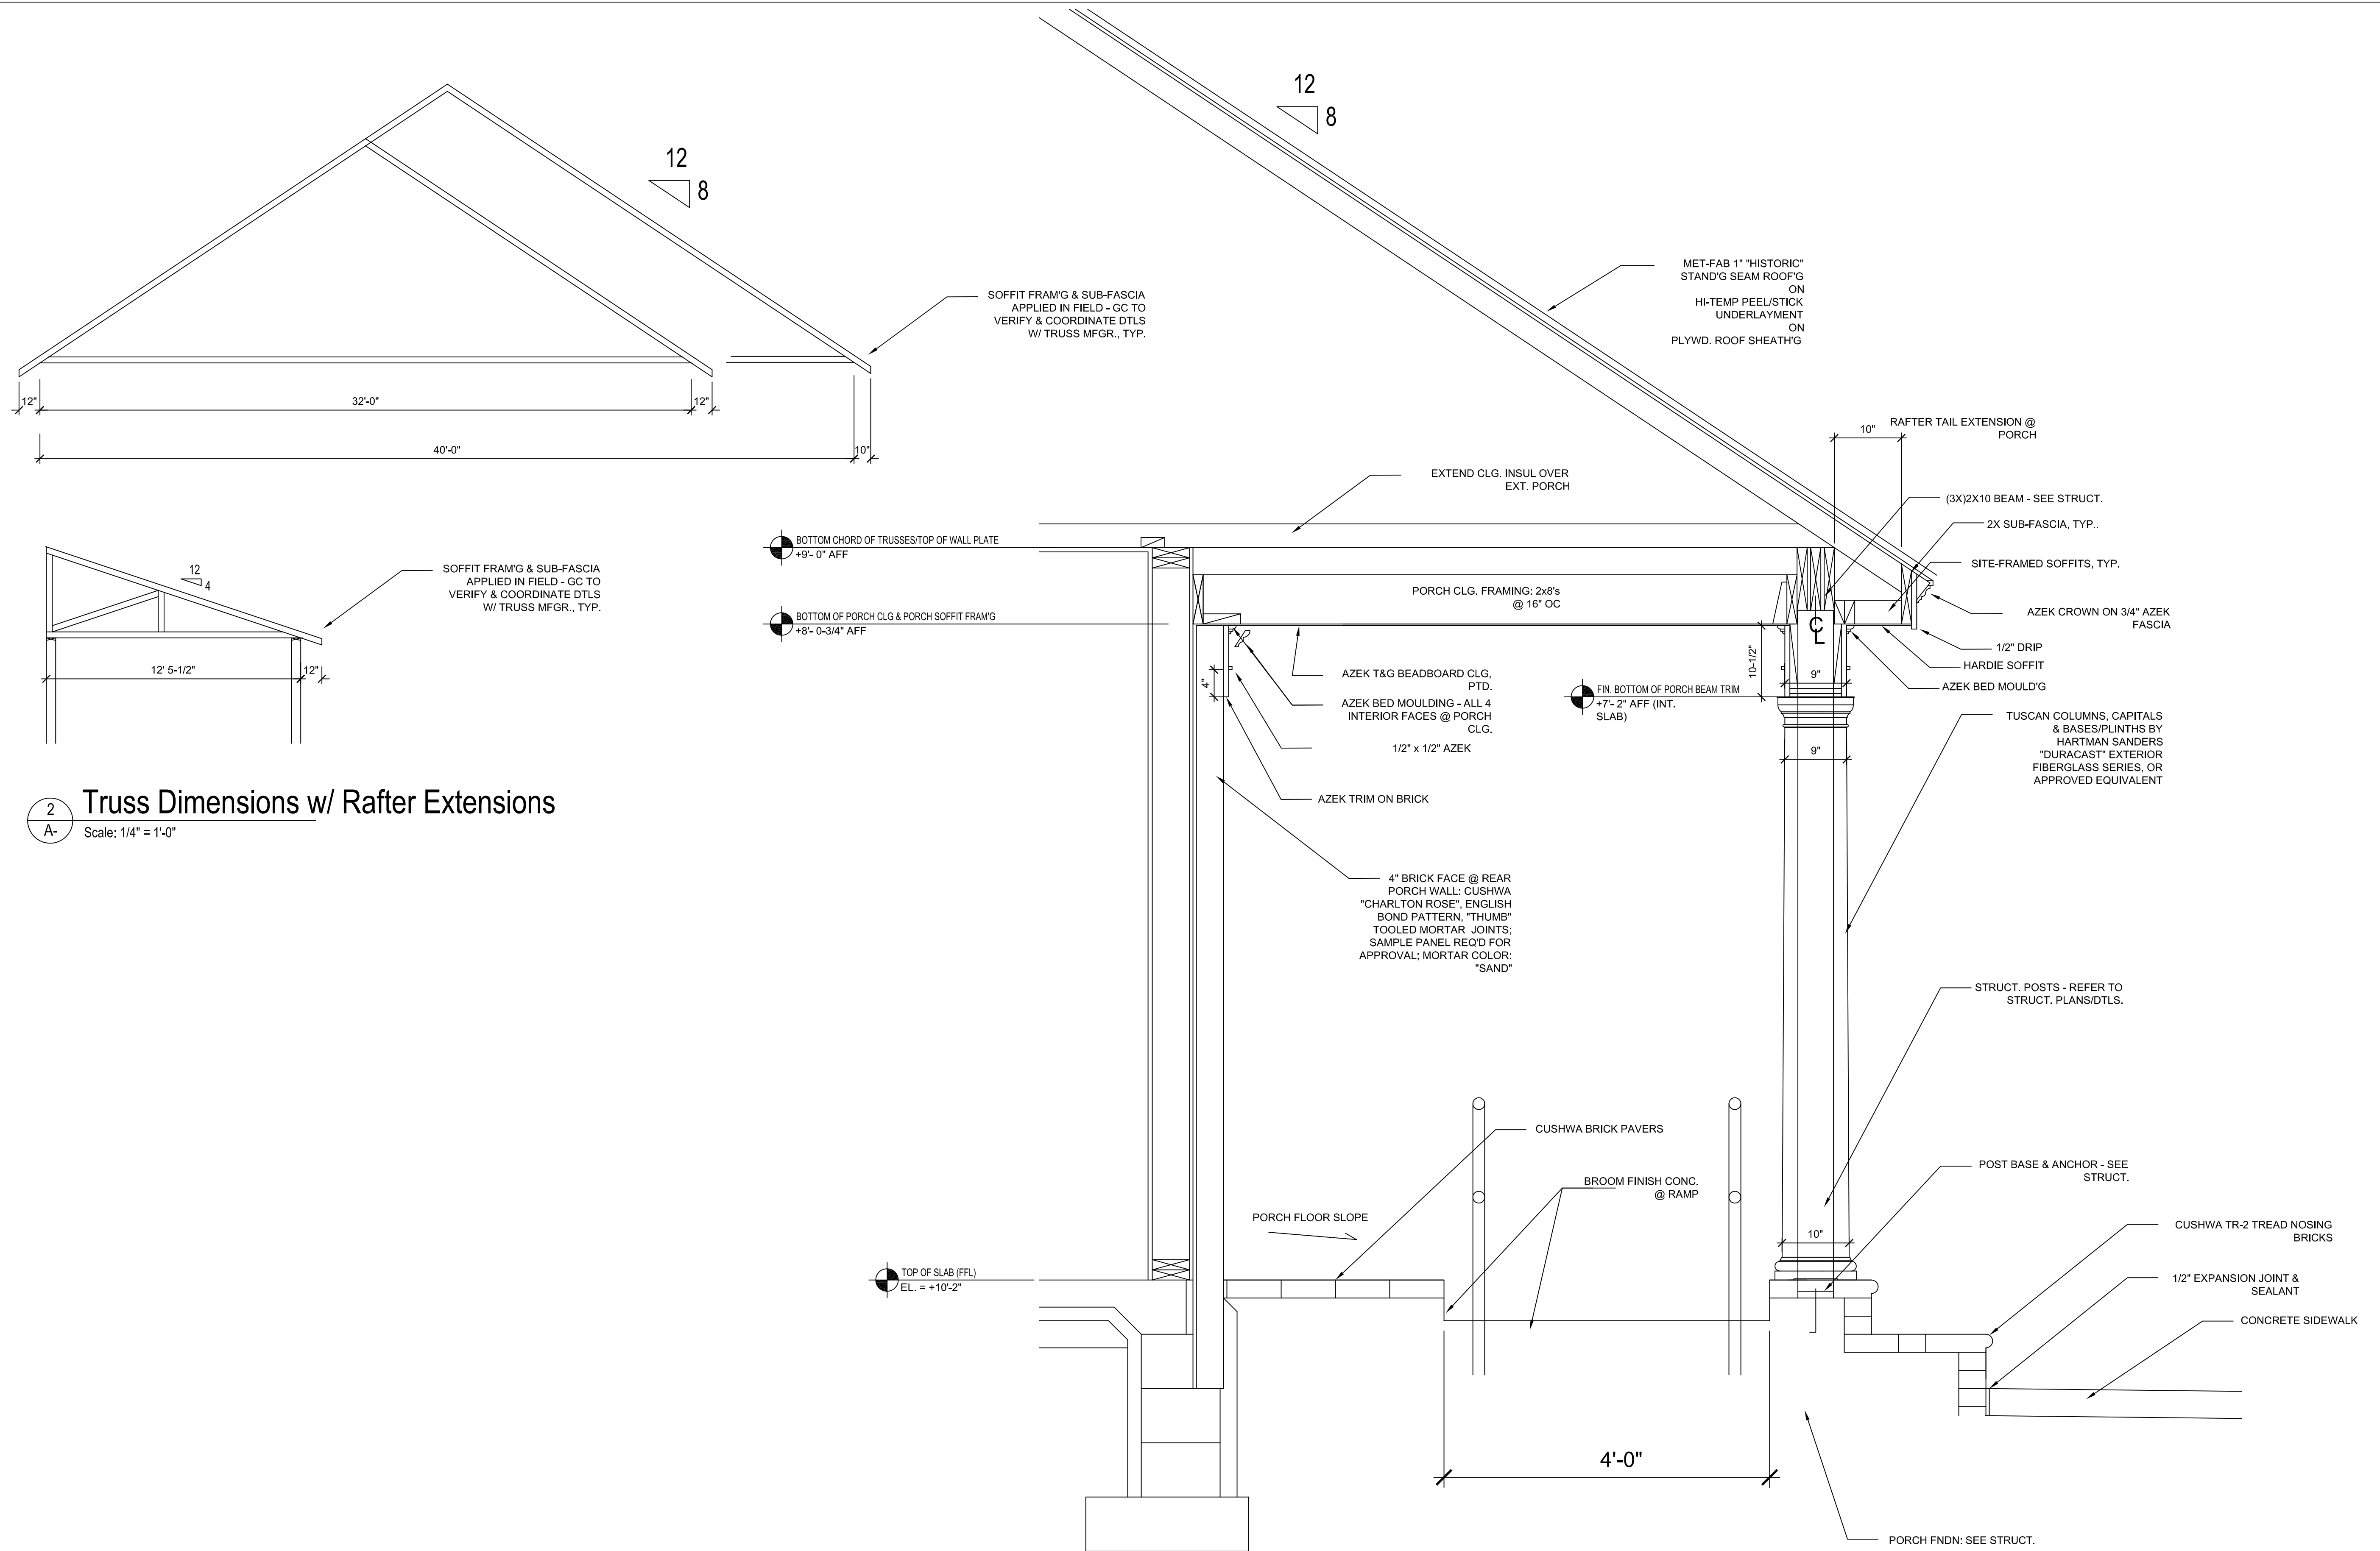 12
8
SOFFIT FRAM'G & SUB-FASCIA
APPLIED IN FIELD - GC TO
VERIFY & COORDINATE DTLS
W/ TRUSS MFGR., TYP.
12"
32'-0"
12"
40'-0"
10"
12
4
SOFFIT FRAM'G & SUB-FASCIA
APPLIED IN FIELD - GC TO
VERIFY & COORDINATE DTLS
W/ TRUSS MFGR., TYP.
12' 5-1/2"
12"
2
A-
Truss Dimensions w/ Rafter Extensions
Scale: 1/4" = 1'-0"
12
8
MET-FAB 1" "HISTORIC"
STAND'G SEAM ROOF'G
ON
HI-TEMP PEEL/STICK
UNDERLAYMENT
ON
PLYWD. ROOF SHEATH'G
10"
RAFTER TAIL EXTENSION @
PORCH
EXTEND CLG. INSUL OVER
EXT. PORCH
(3X)2X10 BEAM - SEE STRUCT.
2X SUB-FASCIA, TYP..
SITE-FRAMED SOFFITS, TYP.
BOTTOM CHORD OF TRUSSES/TOP OF WALL PLATE
+9'- 0" AFF
PORCH CLG. FRAMING: 2x8's
@ 16" OC
BOTTOM OF PORCH CLG & PORCH SOFFIT FRAM'G
+8'- 0-3/4" AFF
AZEK CROWN ON 3/4" AZEK
FASCIA
1/2" DRIP
HARDIE SOFFIT
AZEK BED MOULD'G
CL
10-1/2"
9"
4"
AZEK T&G BEADBOARD CLG,
PTD.
AZEK BED MOULDING - ALL 4
INTERIOR FACES @ PORCH
CLG.
1/2" x 1/2" AZEK
AZEK TRIM ON BRICK
FIN. BOTTOM OF PORCH BEAM TRIM
+7'- 2" AFF (INT.
SLAB)
9"
TUSCAN COLUMNS, CAPITALS
& BASES/PLINTHS BY
HARTMAN SANDERS
"DURACAST" EXTERIOR
FIBERGLASS SERIES, OR
APPROVED EQUIVALENT
4" BRICK FACE @ REAR
PORCH WALL: CUSHWA
"CHARLTON ROSE", ENGLISH
BOND PATTERN, "THUMB"
TOOLED MORTAR JOINTS;
SAMPLE PANEL REQ'D FOR
APPROVAL; MORTAR COLOR:
"SAND"
STRUCT. POSTS - REFER TO
STRUCT. PLANS/DTLS.
CUSHWA BRICK PAVERS
BROOM FINISH CONC.
@ RAMP
POST BASE & ANCHOR - SEE
STRUCT.
PORCH FLOOR SLOPE
10"
CUSHWA TR-2 TREAD NOSING
BRICKS
TOP OF SLAB (FFL)
EL. = +10'-2"
1/2" EXPANSION JOINT &
SEALANT
CONCRETE SIDEWALK
4'-0"
PORCH FNDN: SEE STRUCT.